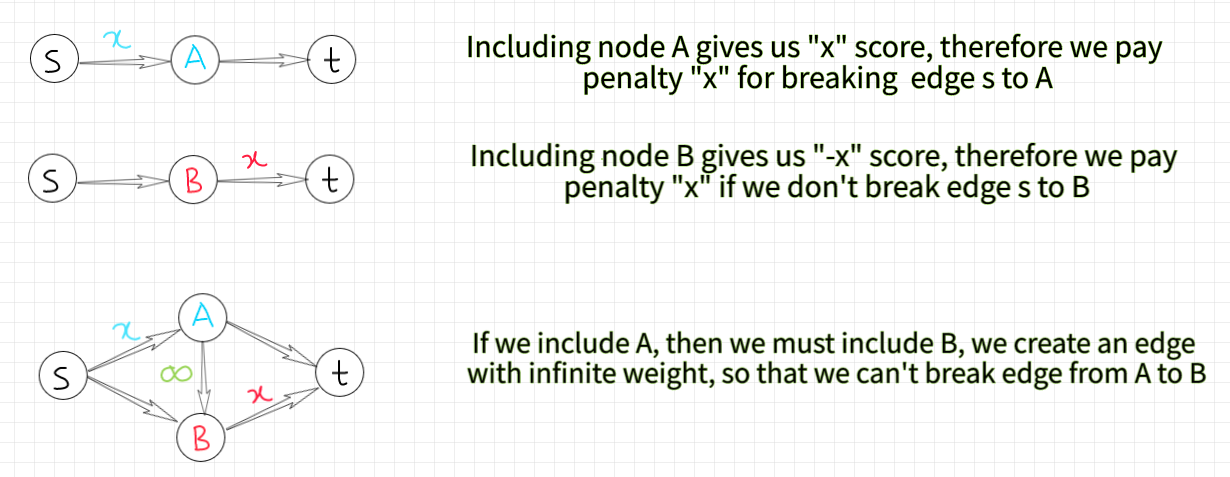 x
S A t
Including node A gives us "x" score, therefore we pay
penalty "x" for breaking edge s to A
x
S B t
Including node B gives us "-x" score, therefore we pay
penalty "x" if we don't break edge s to B
A
x
S ∞ t
x
B
If we include A, then we must include B, we create an edge
with infinite weight, so that we can't break edge from A to B